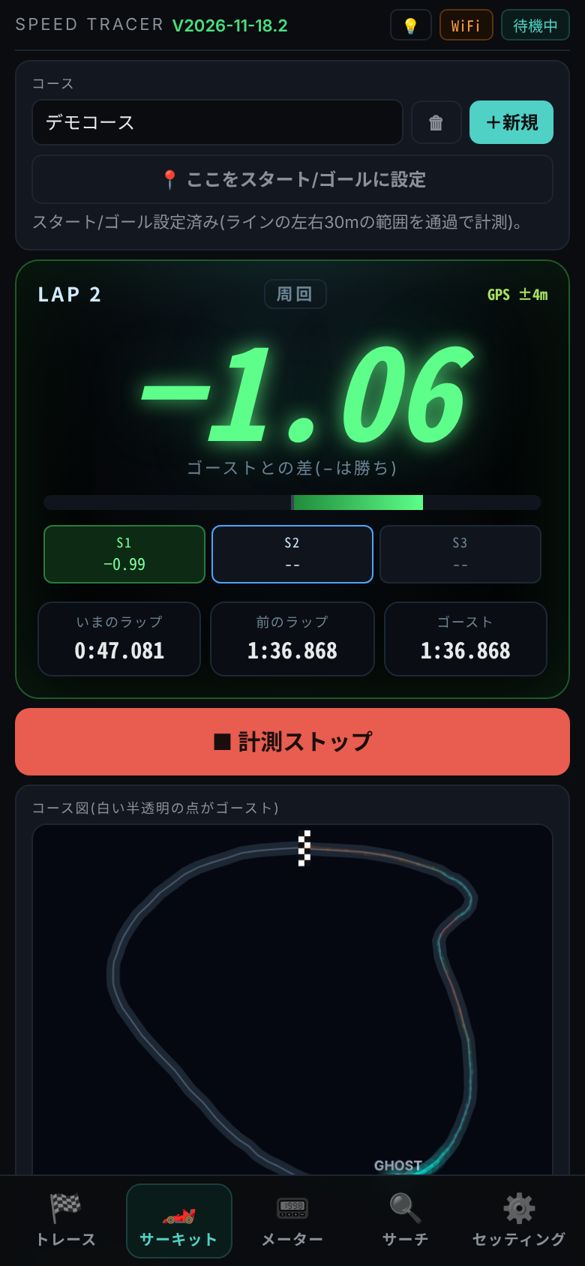 SPEED TRACER V2026-11-18.2 WiFi 待機中
コース
デモコース ＋新規
ここをスタート/ゴールに設定
スタート/ゴール設定済み(ラインの左右30mの範囲を通過で計測)。
LAP 2 周回 GPS ±4m
−1.06
ゴーストとの差(−は勝ち)
S1 S2 S3
−0.99 -- --
いまのラップ 前のラップ ゴースト
0:47.081 1:36.868 1:36.868
■ 計測ストップ
コース図(白い半透明の点がゴースト)
GHOST
トレース サーキット メーター サーチ セッティング